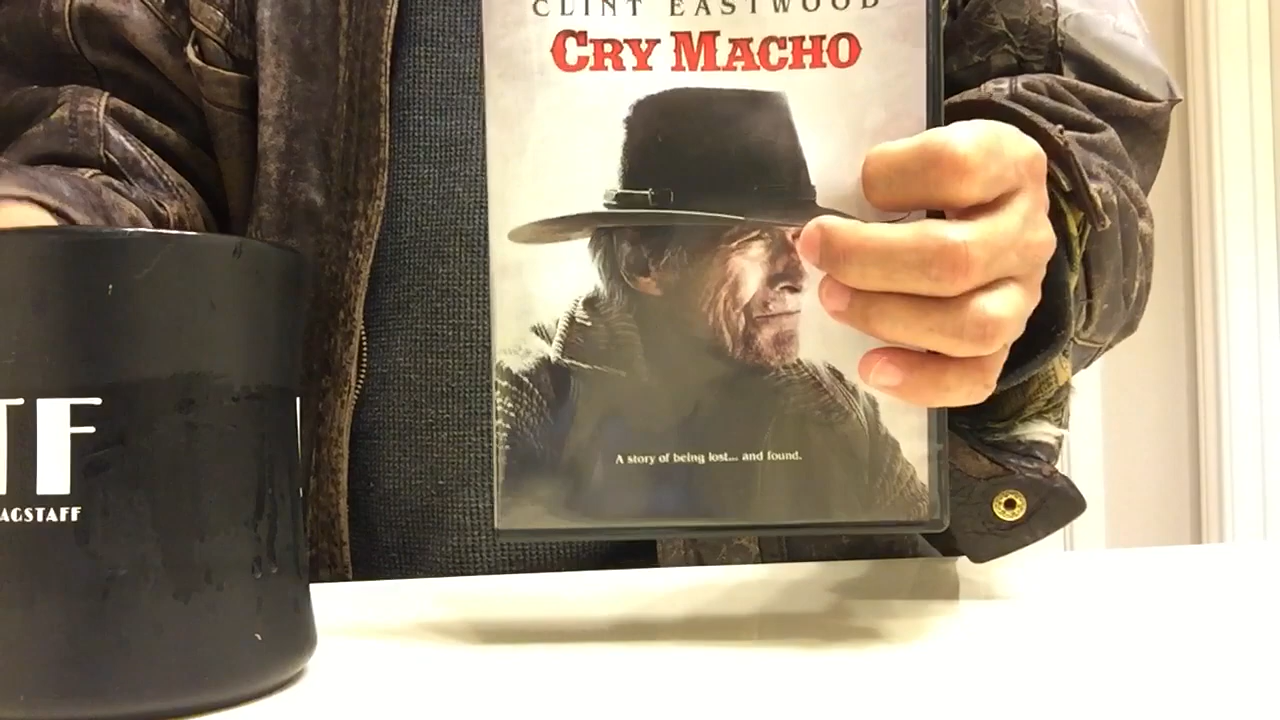 CLINT EASTWOOD
CRY MACHO
A story of being lost... and found.
TF
AGSTAFF